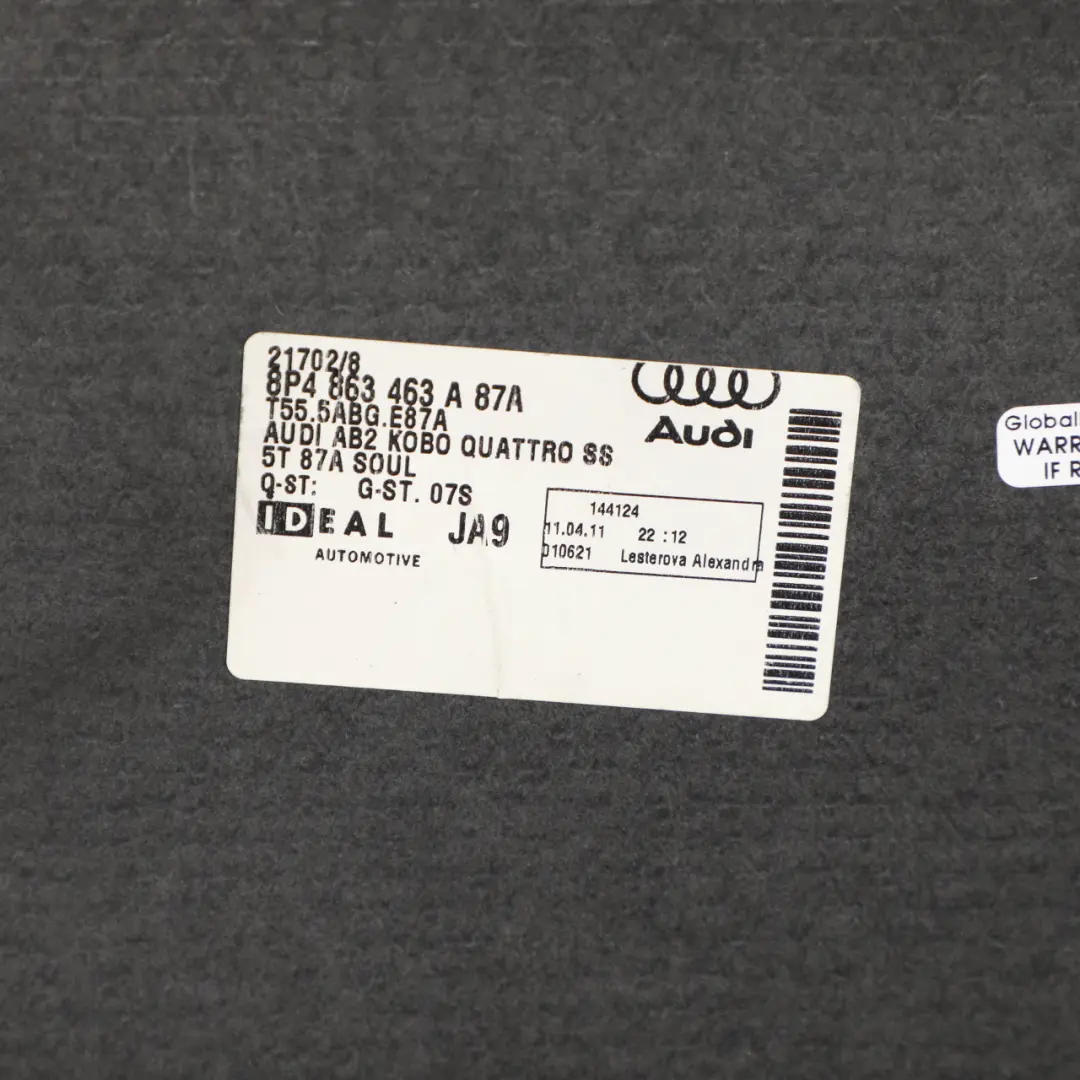 21702/8
8P4 863 463 A 87A
T55.5ABG.E87A
AUDI AB2 KOBO QUATTRO SS
5T 87A SOUL
Q-ST: G-ST. 07S
IDEAL JA9
AUTOMOTIVE
Audi
144124
11.04.11 22 :12
010621 Lesterova Alexandra
Global
WARR
IF R